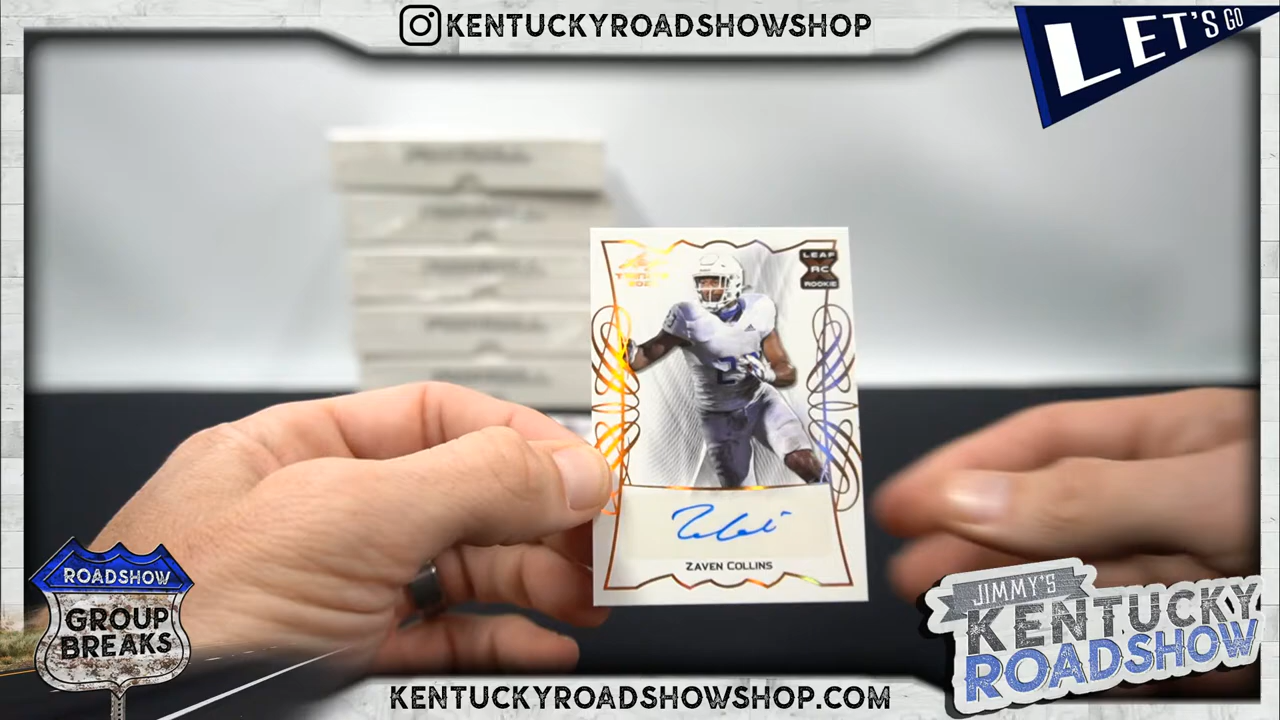 KENTUCKYROADSHOWSHOP
LET'S GO
LEAF
RC
ROOKIE
ZAVEN COLLINS
ROADSHOW
GROUP
BREAKS
JIMMY'S
KENTUCKY
ROADSHOW
KENTUCKYROADSHOWSHOP.COM